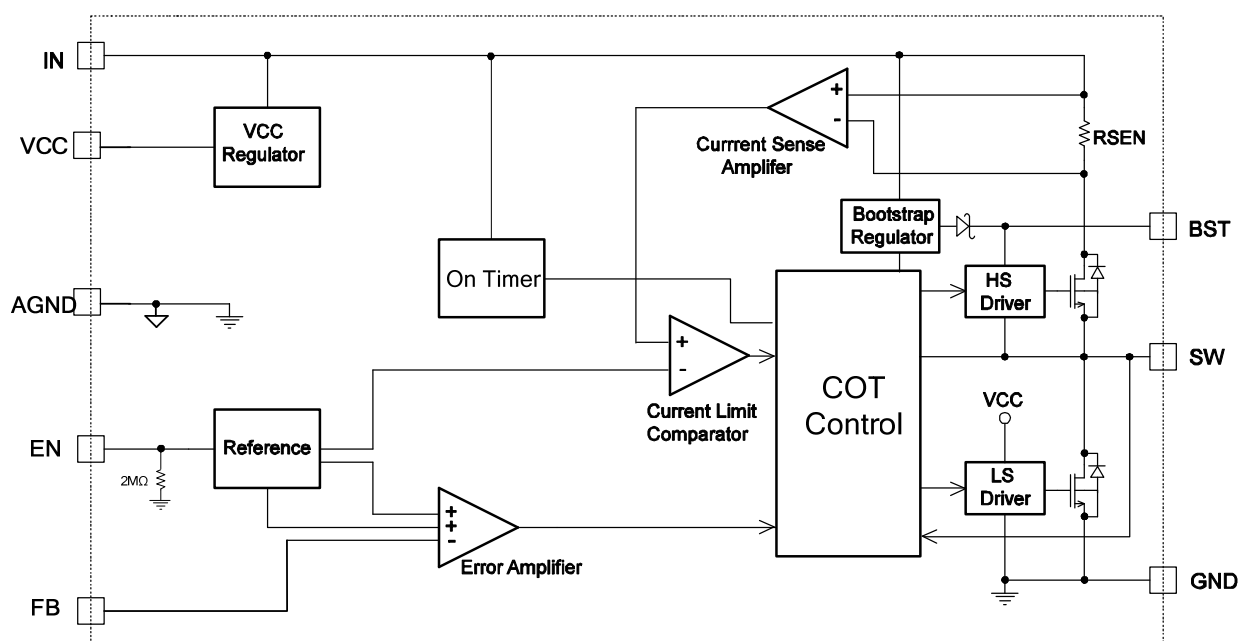 IN
VCC
VCC
Regulator
AGND
EN
2MΩ
Reference
FB
On Timer
+
-
Currrent Sense
Amplifer
RSEN
Bootstrap
Regulator
BST
HS
Driver
SW
+
-
Current Limit
Comparator
COT
Control
VCC
LS
Driver
+
+
-
Error Amplifier
GND